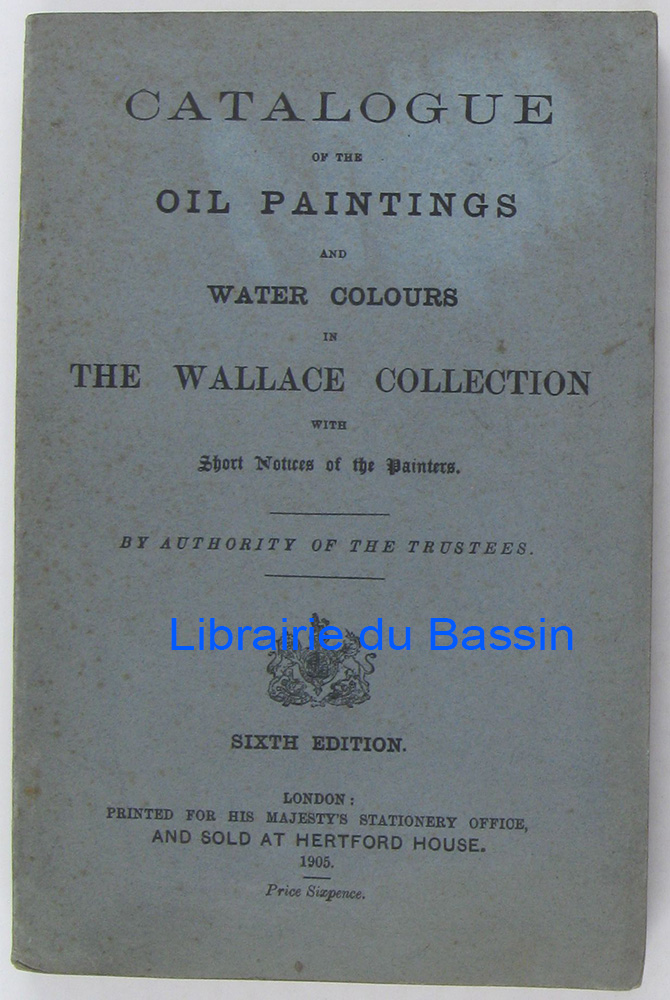 CATALOGUE
OF THE
OIL PAINTINGS
AND
WATER COLOURS
IN
THE WALLACE COLLECTION
WITH
Short Notices of the Painters.
BY AUTHORITY OF THE TRUSTEES.
Librairie du Bassin
SIXTH EDITION.
LONDON:
PRINTED FOR HIS MAJESTY'S STATIONERY OFFICE,
AND SOLD AT HERTFORD HOUSE.
1905.
Price Sixpence.